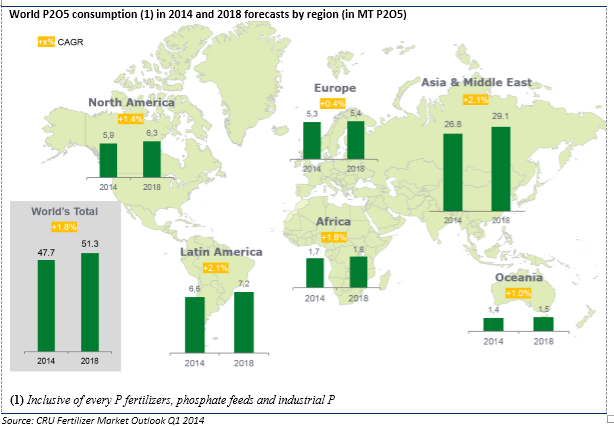 World P2O5 consumption (1) in 2014 and 2018 forecasts by region (in MT P2O5)
+x% CAGR
North America
+1.4%
5,9 6,3
2014 2018
Europe
+0.4%
5,3 5,4
2014 2018
Asia & Middle East
+2.1%
26.8 29.1
2014 2018
World's Total
+1.8%
47.7 51.3
2014 2018
Latin America
+2.1%
6,6 7,2
2014 2018
Africa
+1.8%
1,7 1,8
2014 2018
Oceania
+1.0%
1,4 1,5
2014 2018
(1) Inclusive of every P fertilizers, phosphate feeds and industrial P
Source: CRU Fertilizer Market Outlook Q1 2014